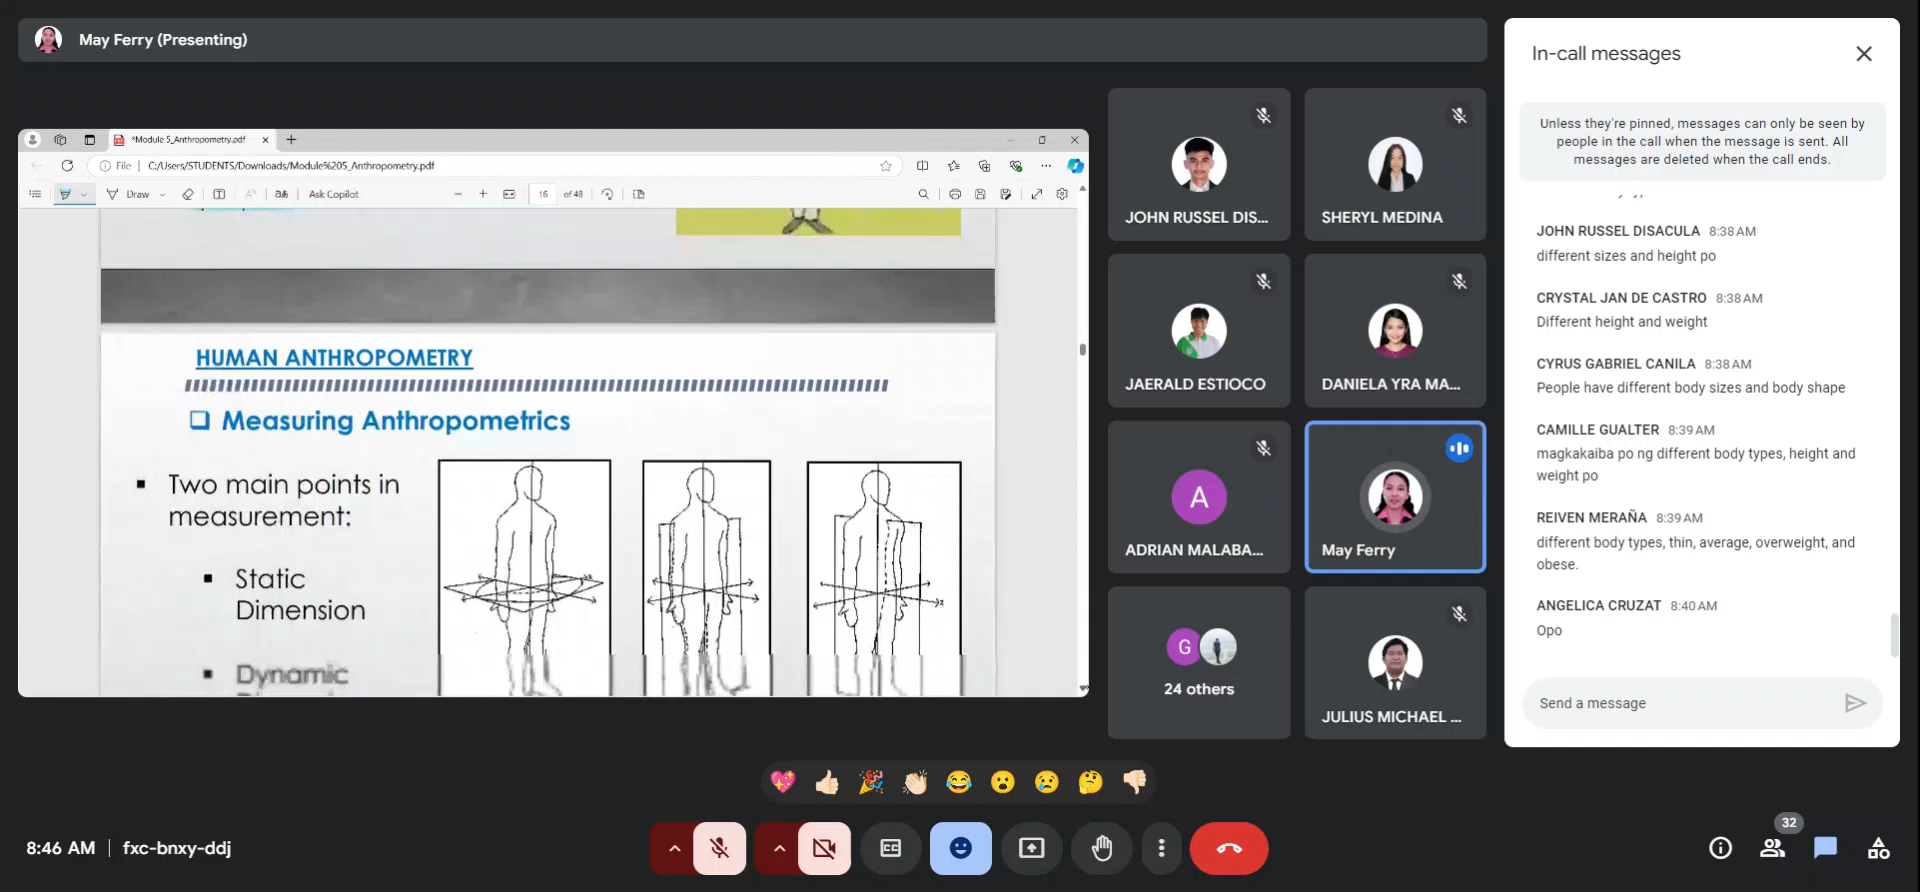 May Ferry (Presenting)
*Module 5_Anthropometry.pdf
File
C:/Users/STUDENTS/Downloads/Module%205_Anthropometry.pdf
Draw
Ask Copilot
16 of 48
HUMAN ANTHROPOMETRY
Measuring Anthropometrics
Two main points in
measurement:
Static
Dimension
Dynamic
JOHN RUSSEL DIS...
SHERYL MEDINA
JAERALD ESTIOCO
DANIELA YRA MA...
A
ADRIAN MALABA...
May Ferry
G
24 others
JULIUS MICHAEL ...
In-call messages
Unless they're pinned, messages can only be seen by
people in the call when the message is sent. All
messages are deleted when the call ends.
JOHN RUSSEL DISACULA 8:38 AM
different sizes and height po
CRYSTAL JAN DE CASTRO 8:38 AM
Different height and weight
CYRUS GABRIEL CANILA 8:38 AM
People have different body sizes and body shape
CAMILLE GUALTER 8:39 AM
magkakaiba po ng different body types, height and
weight po
REIVEN MERAÑA 8:39 AM
different body types, thin, average, overweight, and
obese.
ANGELICA CRUZAT 8:40 AM
Opo
Send a message
8:46 AM | fxc-bnxy-ddj
32